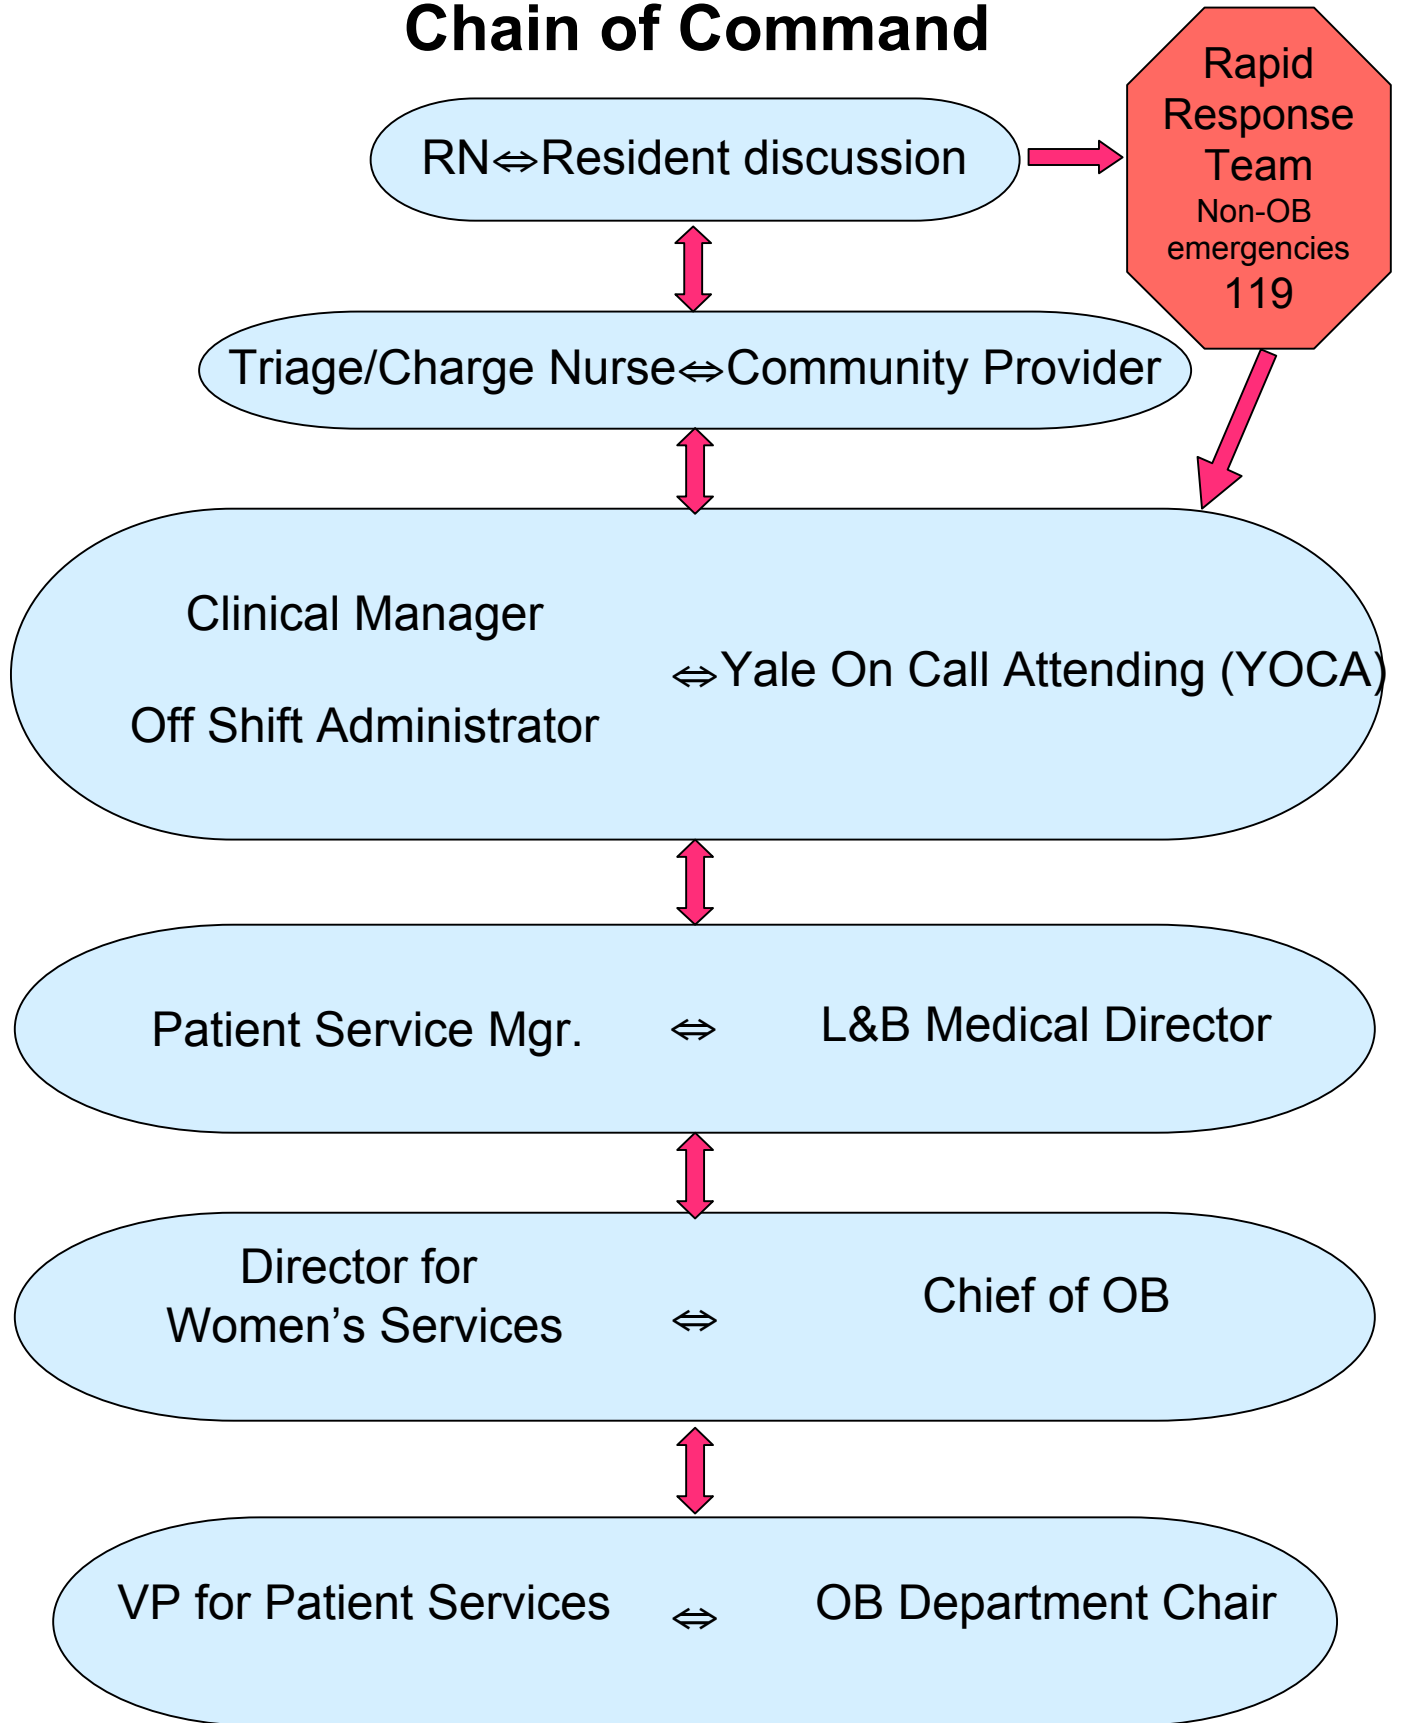 Chain of Command
RN⇔Resident discussion
Rapid
Response
Team
Non-OB
emergencies
119
Triage/Charge Nurse⇔Community Provider
Clinical Manager
⇔Yale On Call Attending (YOCA)
Off Shift Administrator
Patient Service Mgr. ⇔ L&B Medical Director
Director for
Women’s Services ⇔ Chief of OB
VP for Patient Services ⇔ OB Department Chair